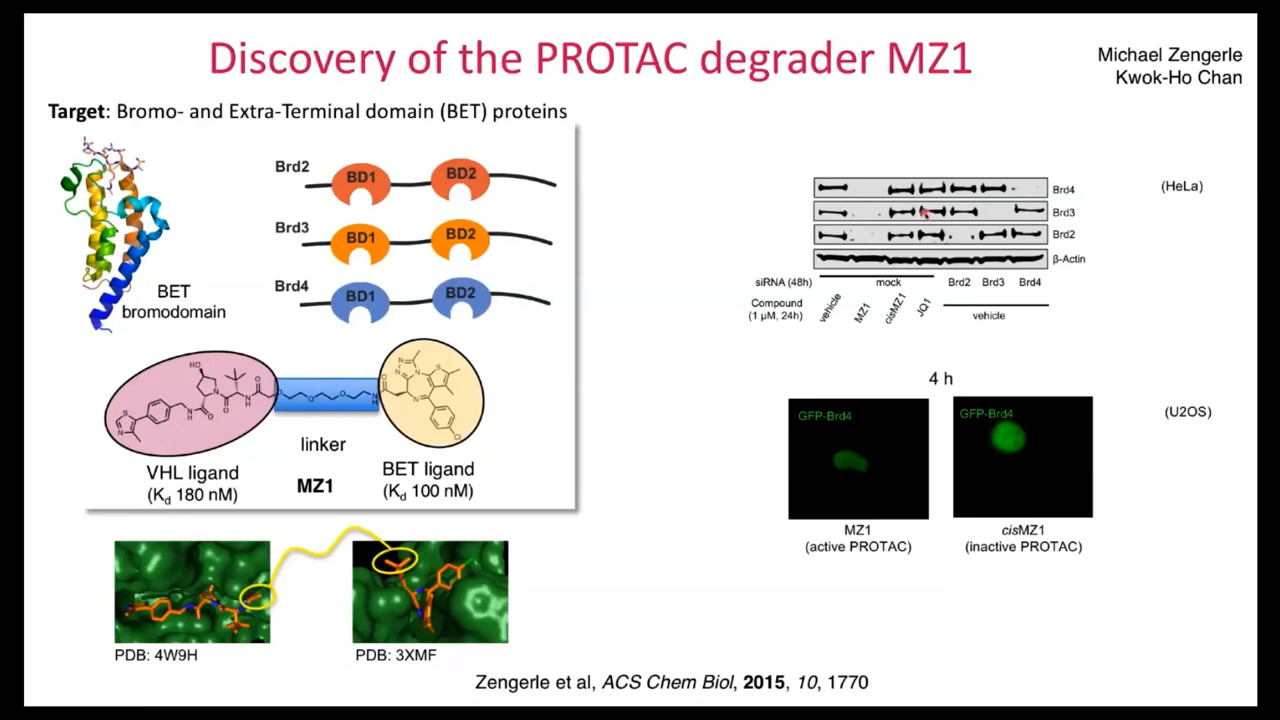 Discovery of the PROTAC degrader MZ1
Michael Zengerle
Kwok-Ho Chan
Target: Bromo- and Extra-Terminal domain (BET) proteins
Brd2
BD1
BD2
Brd3
BD1
BD2
Brd4
BD1
BD2
BET
bromodomain
HO
N
N
N
S
O
NH
O
N
O
N
H
O
O
O
O
N
H
O
N
S
N
Cl
linker
VHL ligand
(Kd 180 nM)
MZ1
BET ligand
(Kd 100 nM)
PDB: 4W9H
PDB: 3XMF
Brd4
(HeLa)
Brd3
Brd2
β-Actin
siRNA (48h)
mock
Brd2
Brd3
Brd4
Compound
(1 µM, 24h)
vehicle
MZ1
cisMZ1
JQ1
vehicle
4 h
GFP-Brd4
GFP-Brd4
(U2OS)
MZ1
(active PROTAC)
cisMZ1
(inactive PROTAC)
Zengerle et al, ACS Chem Biol, 2015, 10, 1770